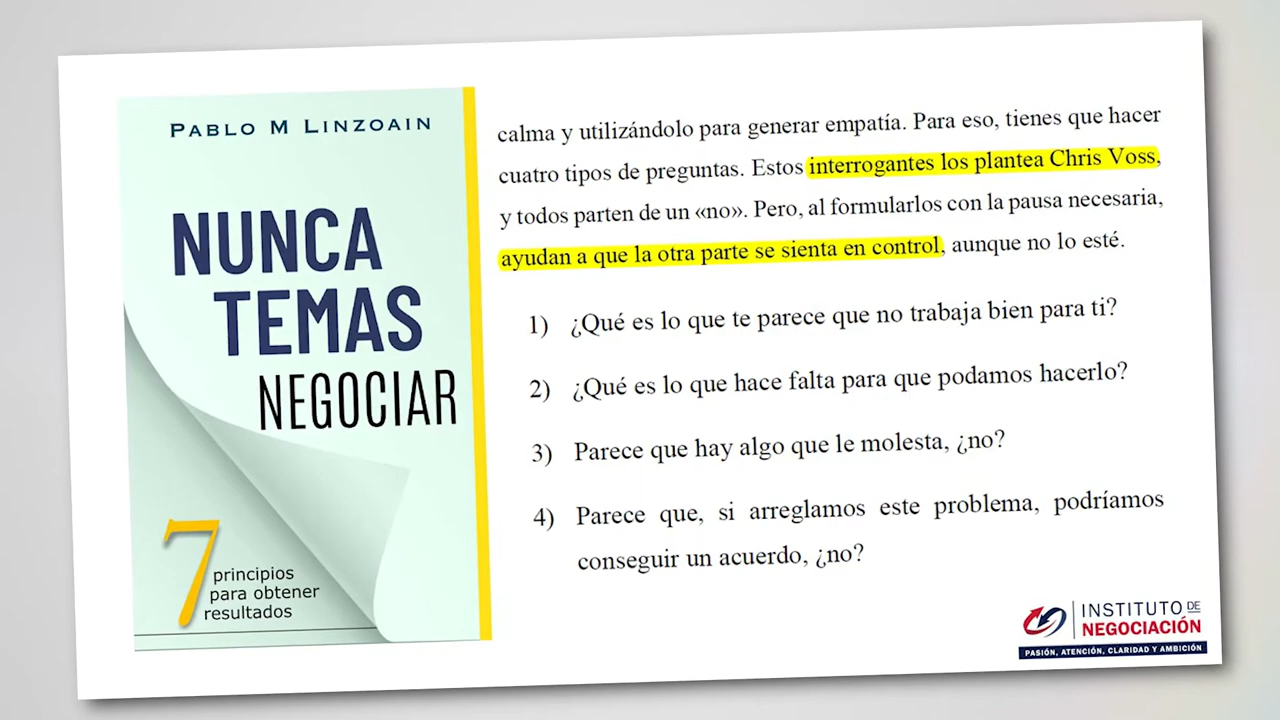 PABLO M LINZOAIN
NUNCA
TEMAS
NEGOCIAR
7
principios
para obtener
resultados
calma y utilizándolo para generar empatía. Para eso, tienes que hacer
cuatro tipos de preguntas. Estos interrogantes los plantea Chris Voss,
y todos parten de un «no». Pero, al formularlos con la pausa necesaria,
ayudan a que la otra parte se sienta en control, aunque no lo esté.
1) ¿Qué es lo que te parece que no trabaja bien para ti?
2) ¿Qué es lo que hace falta para que podamos hacerlo?
3) Parece que hay algo que le molesta, ¿no?
4) Parece que, si arreglamos este problema, podríamos
conseguir un acuerdo, ¿no?
INSTITUTO DE
NEGOCIACIÓN
PASIÓN, ATENCIÓN, CLARIDAD Y AMBICIÓN